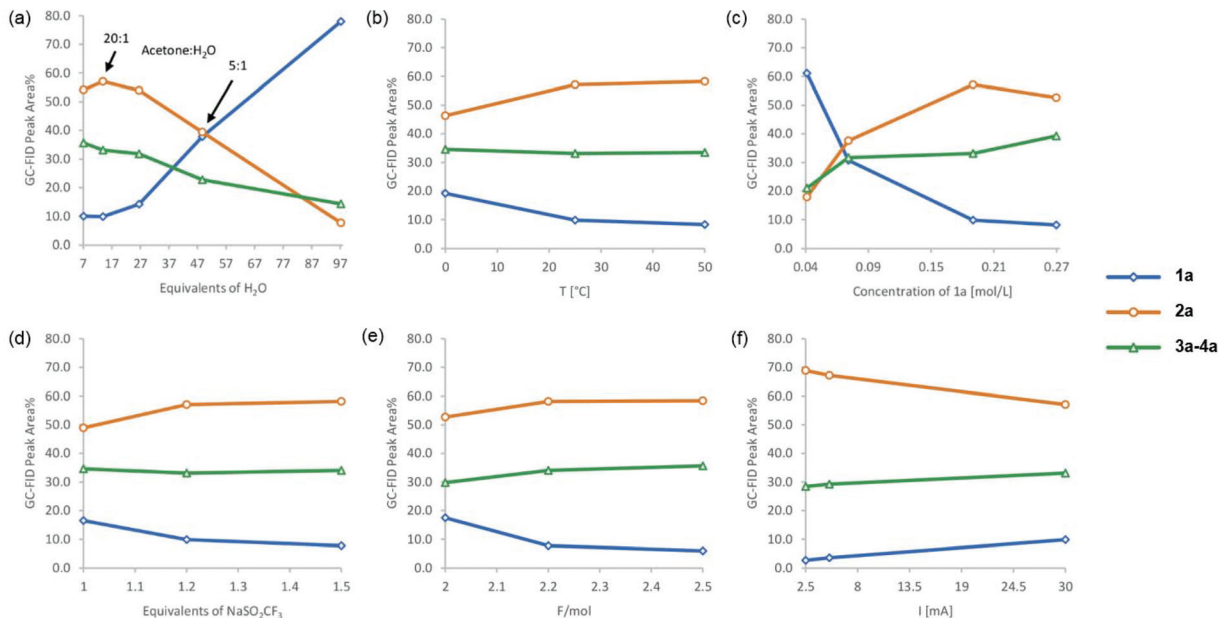 (a)
80.0
70.0
60.0
50.0
40.0
30.0
20.0
10.0
0.0
GC-FID Peak Area%
20:1
Acetone:H₂O
5:1
7 17 27 37 47 57 67 77 87 97
Equivalents of H₂O
(b)
80.0
70.0
60.0
50.0
40.0
30.0
20.0
10.0
0.0
GC-FID Peak Area%
0 10 20 30 40 50
T [°C]
(c)
80.0
70.0
60.0
50.0
40.0
30.0
20.0
10.0
0.0
GC-FID Peak Area%
0.04 0.09 0.15 0.21 0.27
Concentration of 1a [mol/L]
1a
2a
3a-4a
(d)
80.0
70.0
60.0
50.0
40.0
30.0
20.0
10.0
0.0
GC-FID Peak Area%
1 1.1 1.2 1.3 1.4 1.5
Equivalents of NaSO₂CF₃
(e)
80.0
70.0
60.0
50.0
40.0
30.0
20.0
10.0
0.0
GC-FID Peak Area%
2 2.1 2.2 2.3 2.4 2.5
F/mol
(f)
80.0
70.0
60.0
50.0
40.0
30.0
20.0
10.0
0.0
GC-FID Peak Area%
2.5 8 13.5 19 24.5 30
I [mA]